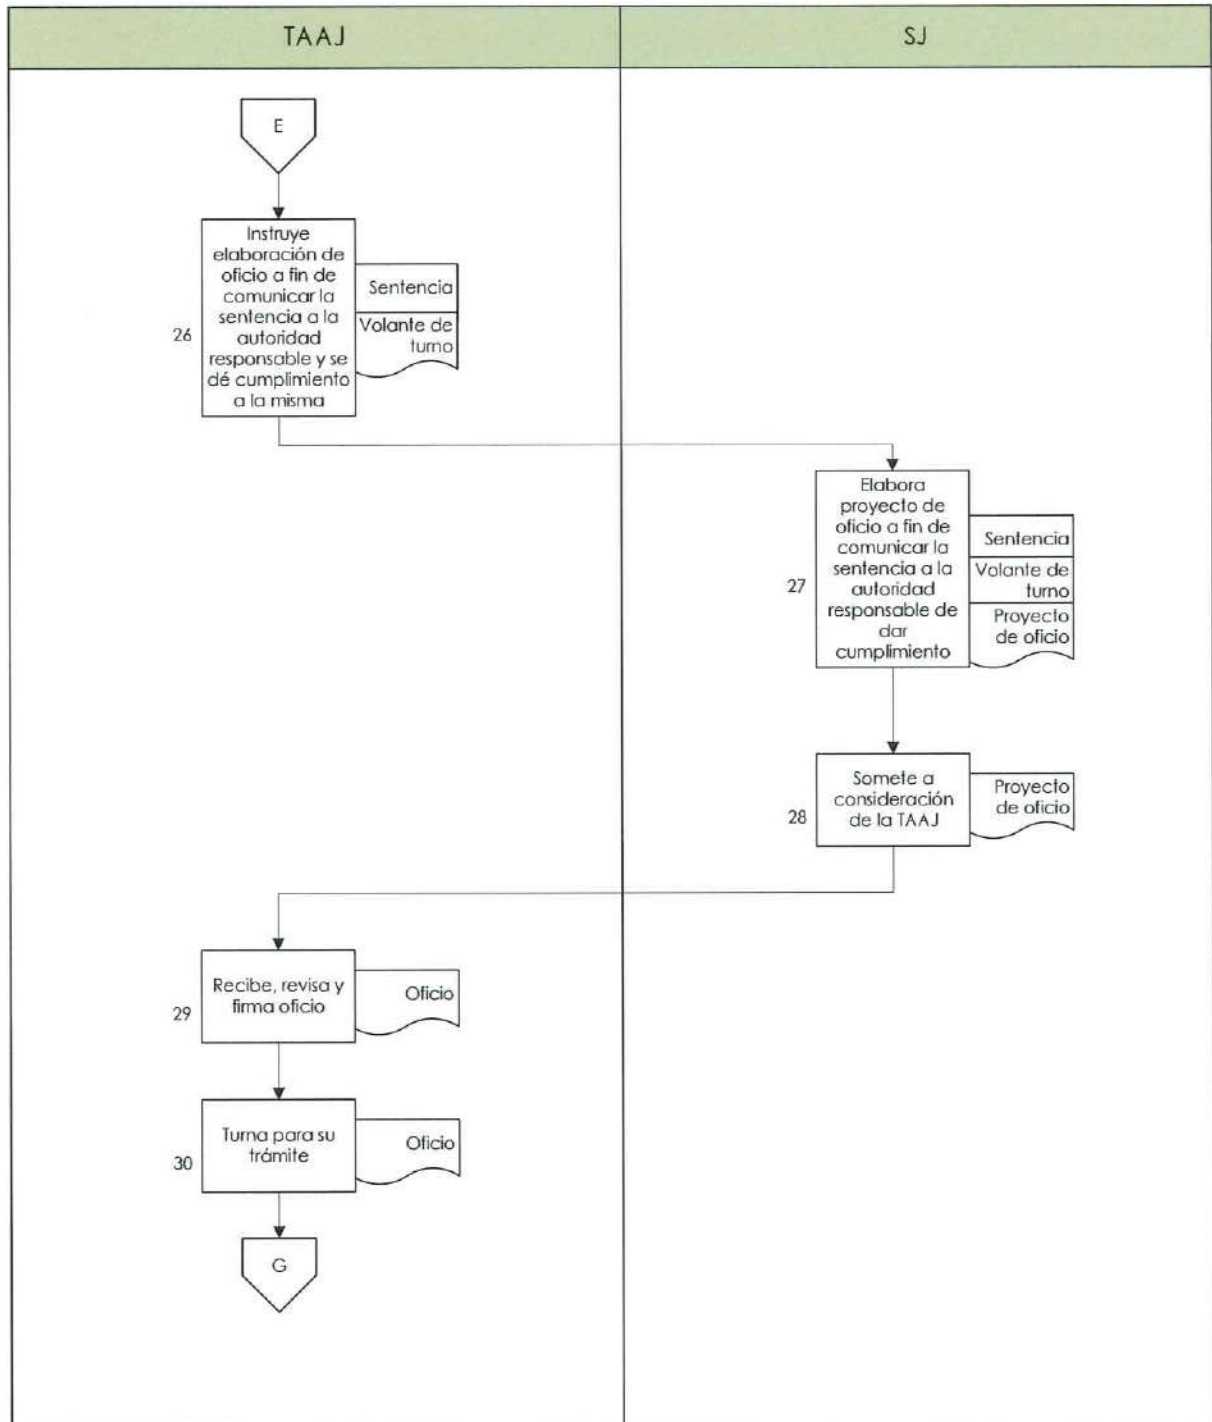 TAAJ
SJ
E
Instruye
elaboración de
oficio a fin de
comunicar la
sentencia a la
autoridad
responsable y se
dé cumplimiento
a la misma
26
Sentencia
Volante de
turno
Elabora
proyecto de
oficio a fin de
comunicar la
sentencia a la
autoridad
responsable de
dar
cumplimiento
27
Sentencia
Volante de
turno
Proyecto
de oficio
Somete a
consideración
de la TAAJ
28
Proyecto
de oficio
Recibe, revisa y
firma oficio
29
Oficio
Turna para su
trámite
30
Oficio
G